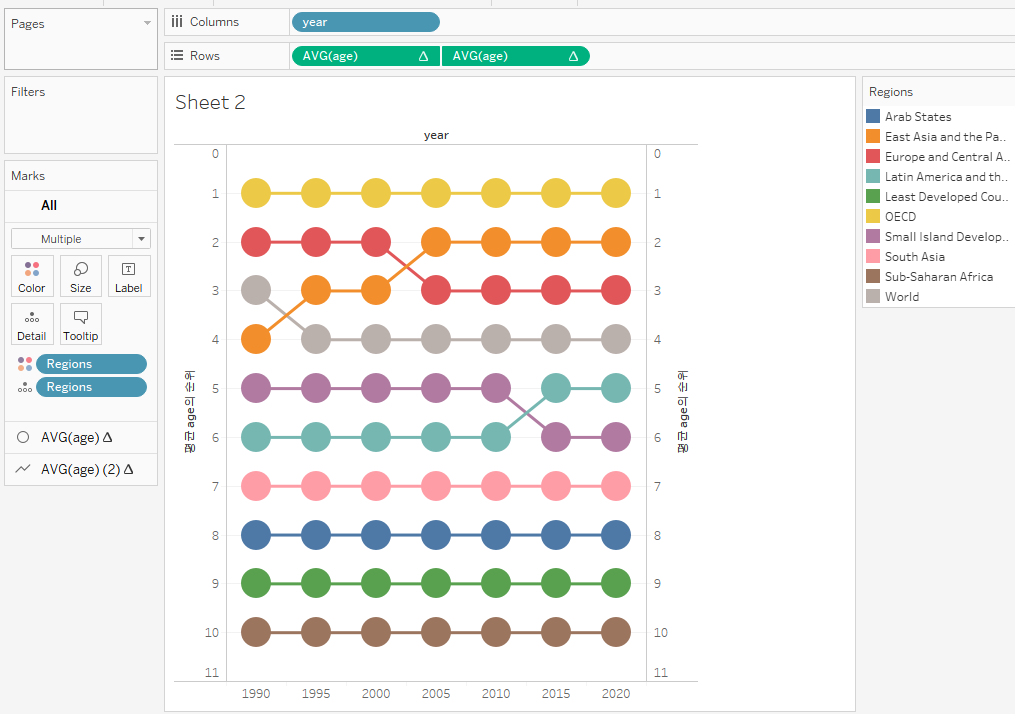 Pages
Columns
year
Rows
AVG(age) Δ
AVG(age) Δ
Filters
Marks
All
Multiple
Color
Size
Label
Detail
Tooltip
Regions
Regions
AVG(age) Δ
AVG(age) (2) Δ
Sheet 2
year
0
1
2
3
4
5
6
7
8
9
10
11
평균 age의 순위
0
1
2
3
4
5
6
7
8
9
10
11
평균 age의 순위
1990 1995 2000 2005 2010 2015 2020
Regions
Arab States
East Asia and the Pa..
Europe and Central A..
Latin America and th..
Least Developed Cou..
OECD
Small Island Develop..
South Asia
Sub-Saharan Africa
World